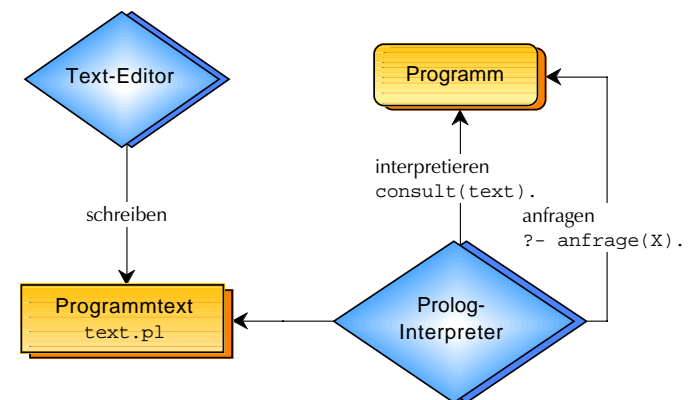 Text-Editor
Programm
interpretieren
consult(text).
schreiben
anfragen
?- anfrage(X).
Programmtext
text.pl
Prolog-
Interpreter